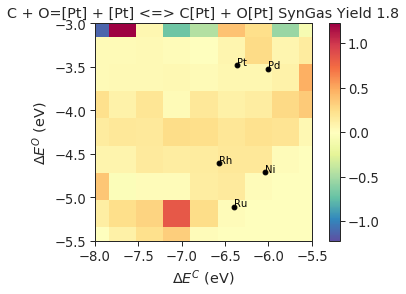 C + O=[Pt] + [Pt] <=> C[Pt] + O[Pt] SynGas Yield 1.8
−3.0
−3.5
−4.0
−4.5
−5.0
−5.5
ΔE^O (eV)
Pt
Pd
Rh
Ni
Ru
−8.0 −7.5 −7.0 −6.5 −6.0 −5.5
ΔE^C (eV)
1.0
0.5
0.0
−0.5
−1.0